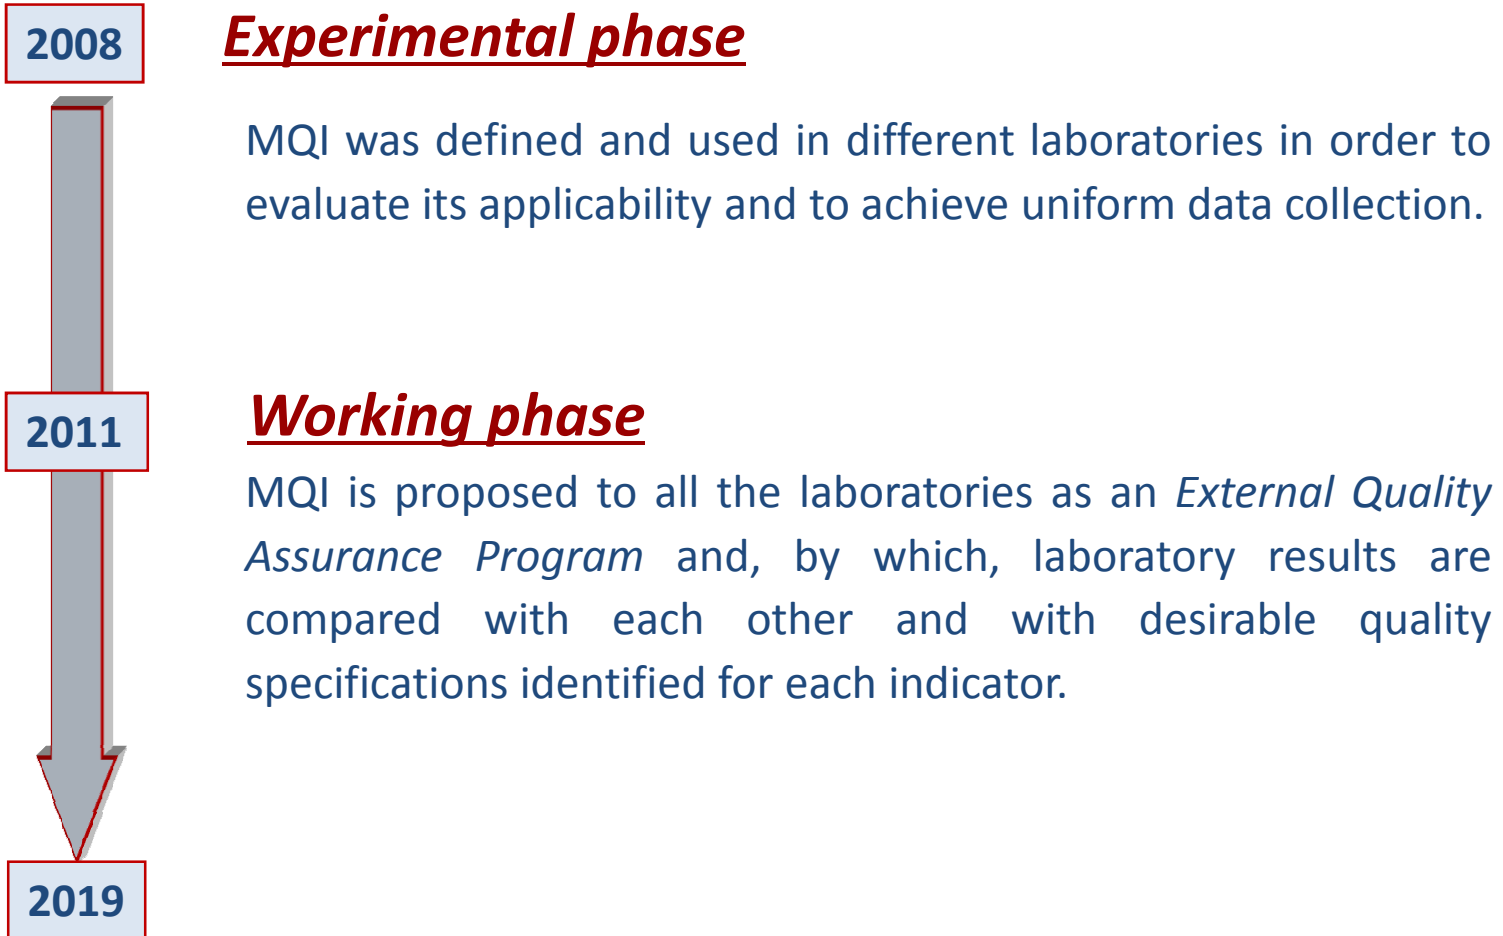 2008
Experimental phase
MQI was defined and used in different laboratories in order to
evaluate its applicability and to achieve uniform data collection.
2011
Working phase
MQI is proposed to all the laboratories as an External Quality
Assurance Program and, by which, laboratory results are
compared with each other and with desirable quality
specifications identified for each indicator.
2019